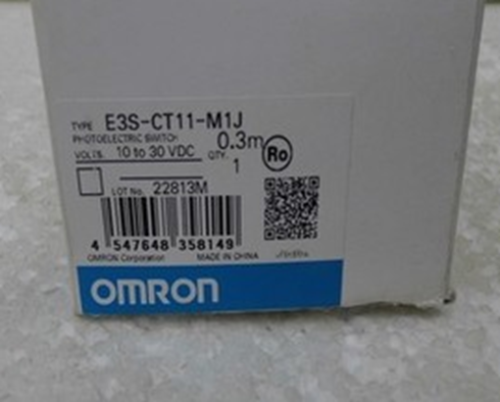 TYPE E3S-CT11-M1J
PHOTOELECTRIC SWITCH 0.3m
VOLTS. 10 to 30 VDC QTY. 1
Ro
LOT No. 22813M
4 547648 358149
OMRON Corporation MADE IN CHINA
OMRON